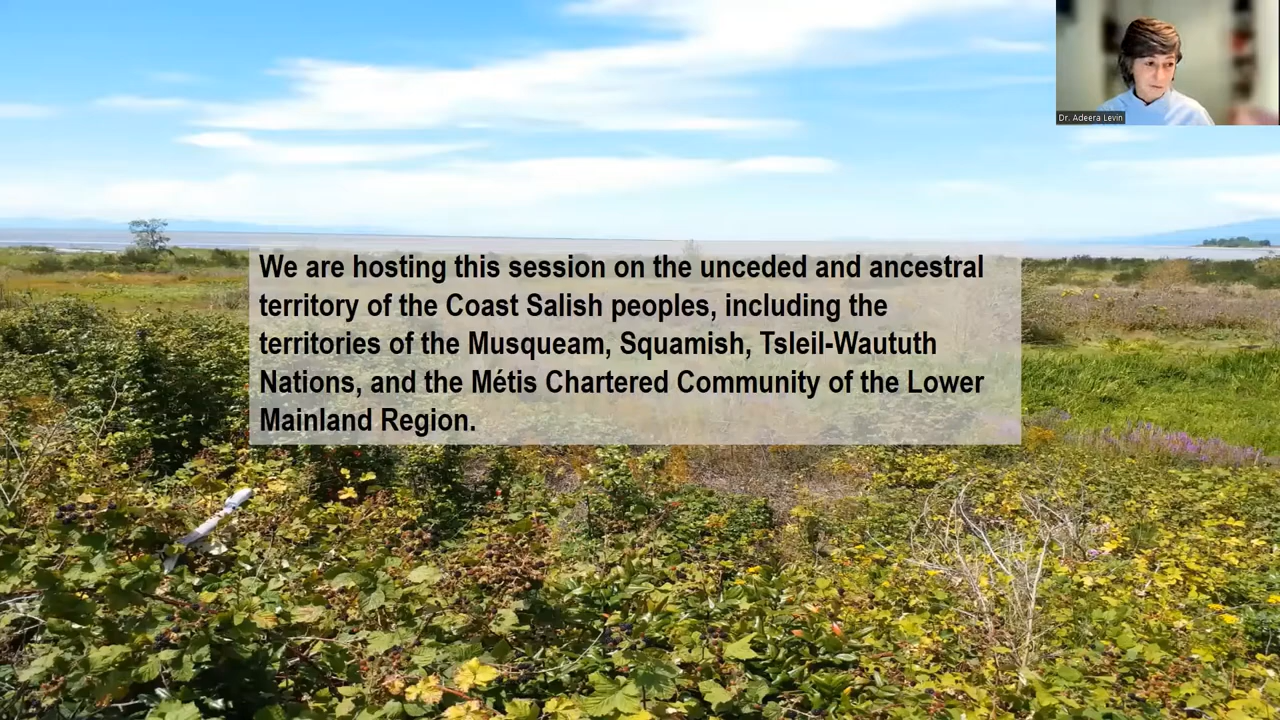 Dr. Adeera Levin
We are hosting this session on the unceded and ancestral
territory of the Coast Salish peoples, including the
territories of the Musqueam, Squamish, Tsleil-Waututh
Nations, and the Métis Chartered Community of the Lower
Mainland Region.